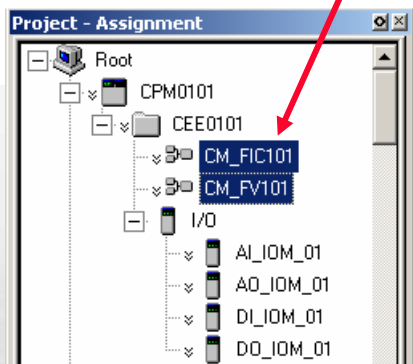 Project - Assignment
Root
CPM0101
CEE0101
CM_FIC101
CM_FV101
I/O
AI_IOM_01
AO_IOM_01
DI_IOM_01
DO_IOM_01